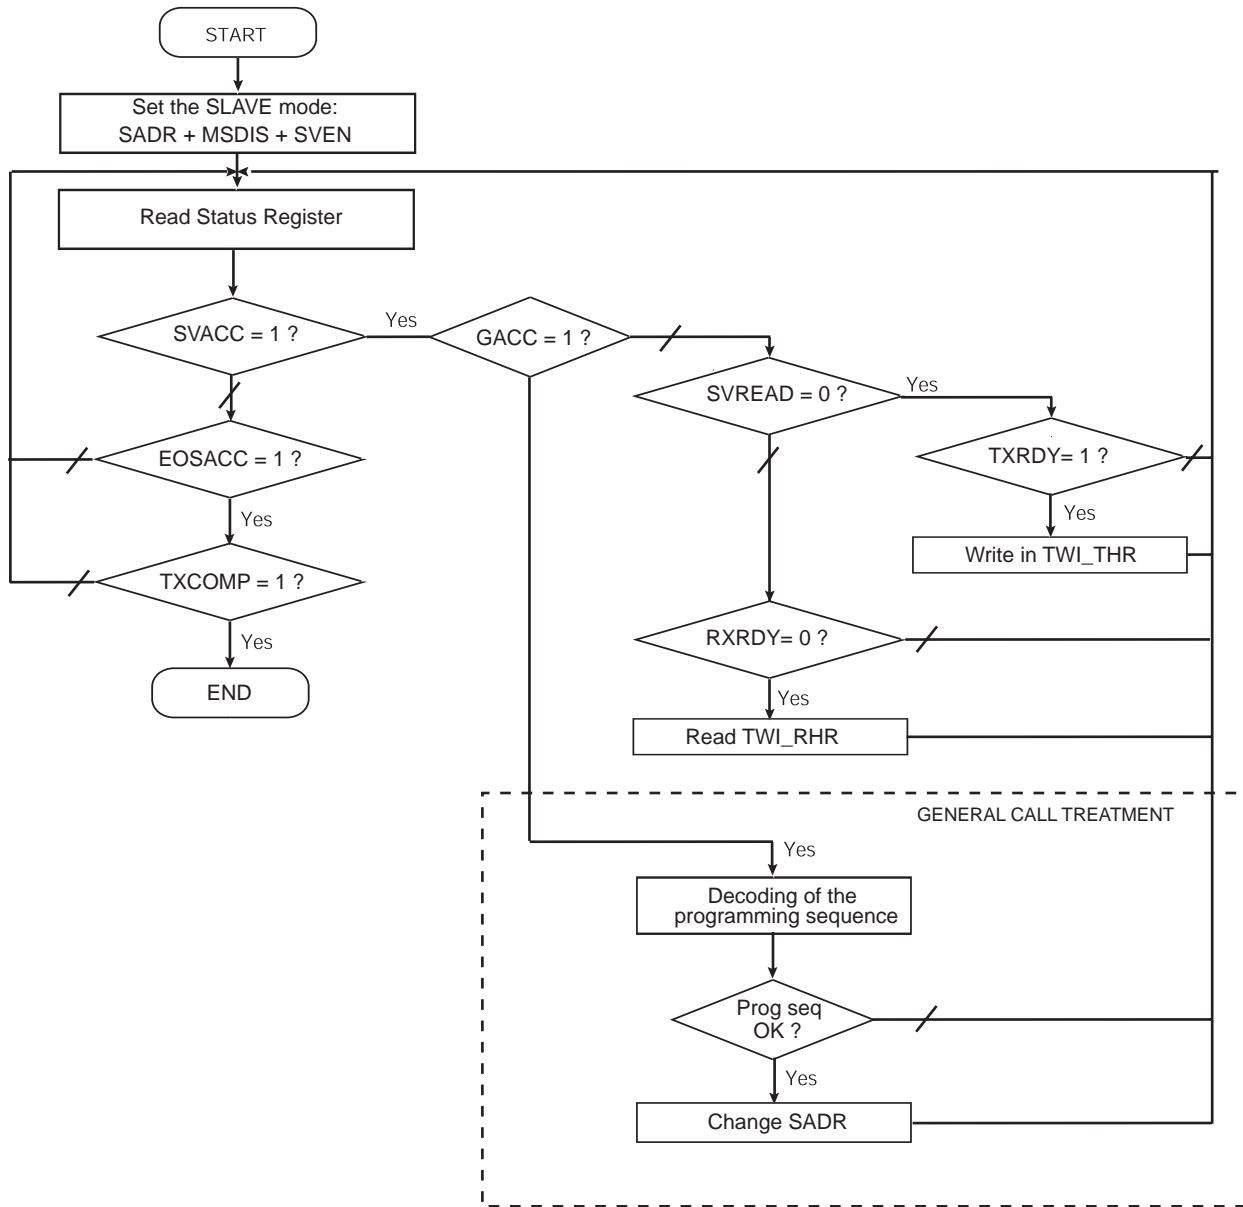 START
Set the SLAVE mode:
SADR + MSDIS + SVEN
Read Status Register
SVACC = 1 ?
Yes
GACC = 1 ?
SVREAD = 0 ?
Yes
EOSACC = 1 ?
TXRDY= 1 ?
Yes
Yes
Write in TWI_THR
TXCOMP = 1 ?
Yes
RXRDY= 0 ?
END
Yes
Read TWI_RHR
GENERAL CALL TREATMENT
Yes
Decoding of the
programming sequence
Prog seq
OK ?
Yes
Change SADR